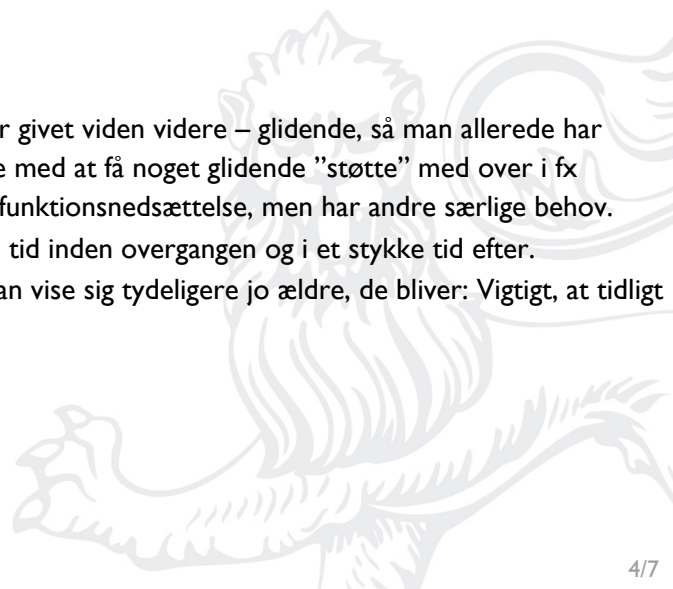 r givet viden videre – glidende, så man allerede har
e med at få noget glidende ”støtte” med over i fx
funktionsnedsættelse, men har andre særlige behov.
tid inden overgangen og i et stykke tid efter.
an vise sig tydeligere jo ældre, de bliver: Vigtigt, at tidligt
4/7